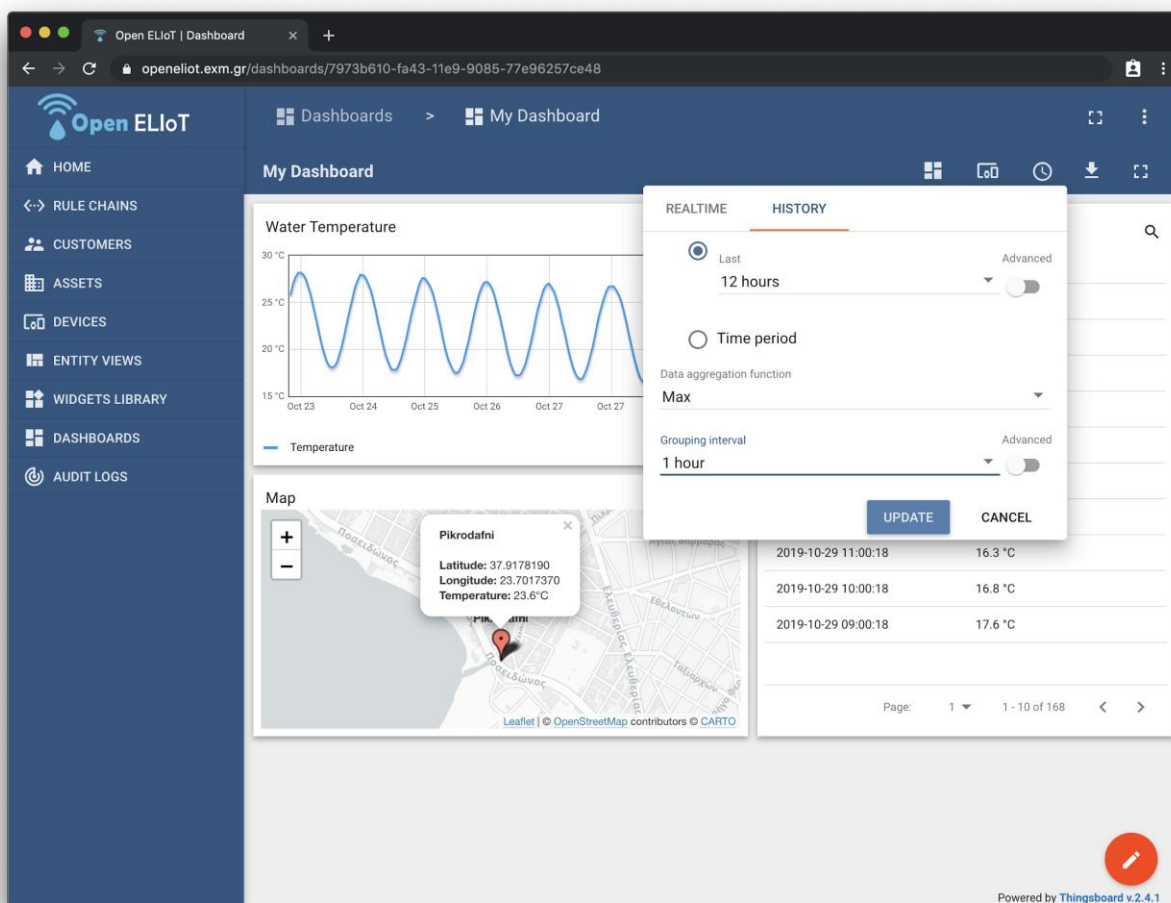 Open ELIoT | Dashboard
openeliot.exm.gr/dashboards/7973b610-fa43-11e9-9085-77e96257ce48
Open ELIoT
Dashboards > My Dashboard
HOME
RULE CHAINS
CUSTOMERS
ASSETS
DEVICES
ENTITY VIEWS
WIDGETS LIBRARY
DASHBOARDS
AUDIT LOGS
My Dashboard
Water Temperature
30 °C
25 °C
20 °C
15 °C
Oct 23 Oct 24 Oct 25 Oct 26 Oct 27 Oct 27
Temperature
REALTIME HISTORY
Last
12 hours
Advanced
Time period
Data aggregation function
Max
Grouping interval
1 hour
Advanced
UPDATE CANCEL
Map
+
−
Pikrodafni
Latitude: 37.9178190
Longitude: 23.7017370
Temperature: 23.6°C
Ποσειδώνος
Ελευθερίας
Εθελοντών
Ταξιαρχών
Ποσειδώνος
Ελευθερίας
Leaflet | © OpenStreetMap contributors © CARTO
2019-10-29 11:00:18 16.3 °C
2019-10-29 10:00:18 16.8 °C
2019-10-29 09:00:18 17.6 °C
Page: 1 1 - 10 of 168
Powered by Thingsboard v.2.4.1